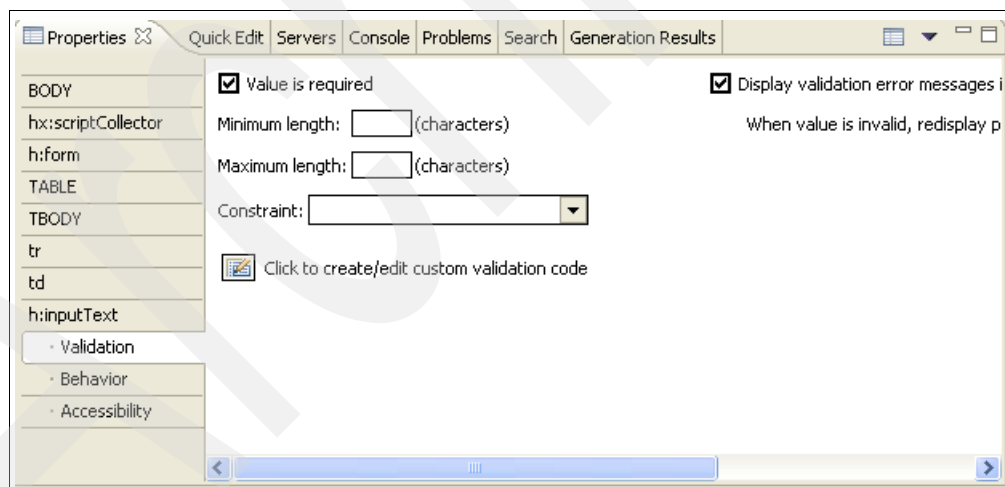 Properties Quick Edit Servers Console Problems Search Generation Results
BODY
hx:scriptCollector
h:form
TABLE
TBODY
tr
td
h:inputText
· Validation
· Behavior
· Accessibility
Value is required
Minimum length: (characters)
Maximum length: (characters)
Constraint:
Click to create/edit custom validation code
Display validation error messages i
When value is invalid, redisplay p